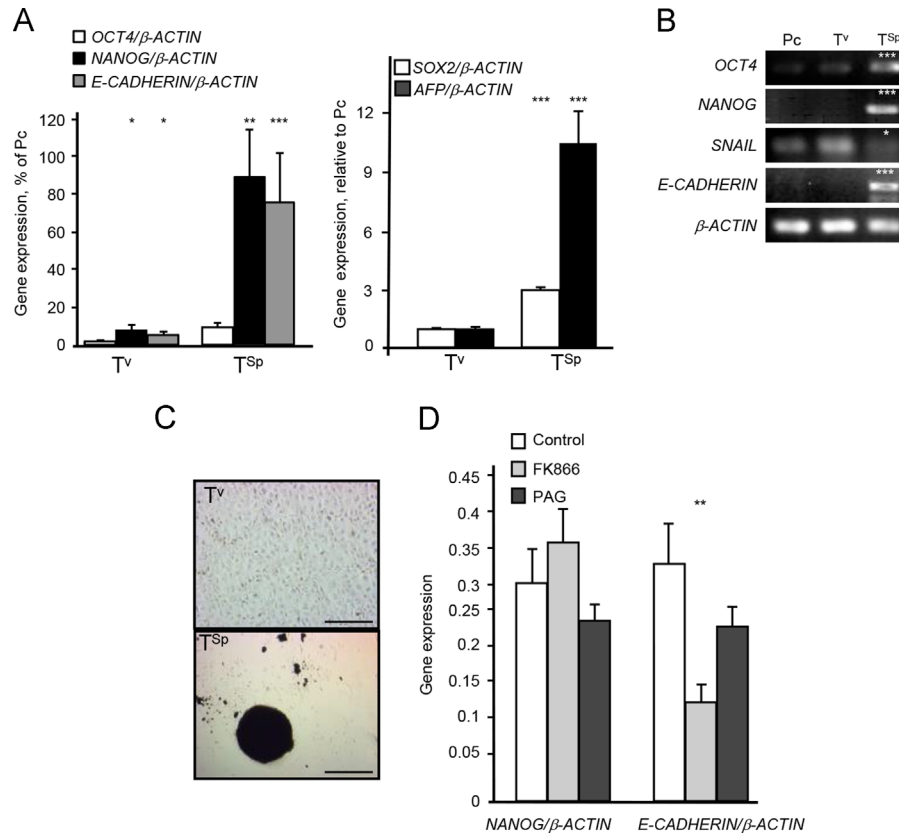 A
OCT4/β-ACTIN
NANOG/β-ACTIN
E-CADHERIN/β-ACTIN
Gene expression, % of Pc
120
100
80
60
40
20
0
* * ** ***
Tv TSp
SOX2/β-ACTIN
AFP/β-ACTIN
Gene expression, relative to Pc
12
9
6
3
0
*** ***
Tv TSp
B
Pc Tv TSp
OCT4 ***
NANOG ***
SNAIL *
E-CADHERIN ***
β-ACTIN
C
Tv
TSp
D
Control
FK866
PAG
Gene expression
0.45
0.4
0.35
0.3
0.25
0.2
0.15
0.1
0.05
0
**
NANOG/β-ACTIN E-CADHERIN/β-ACTIN